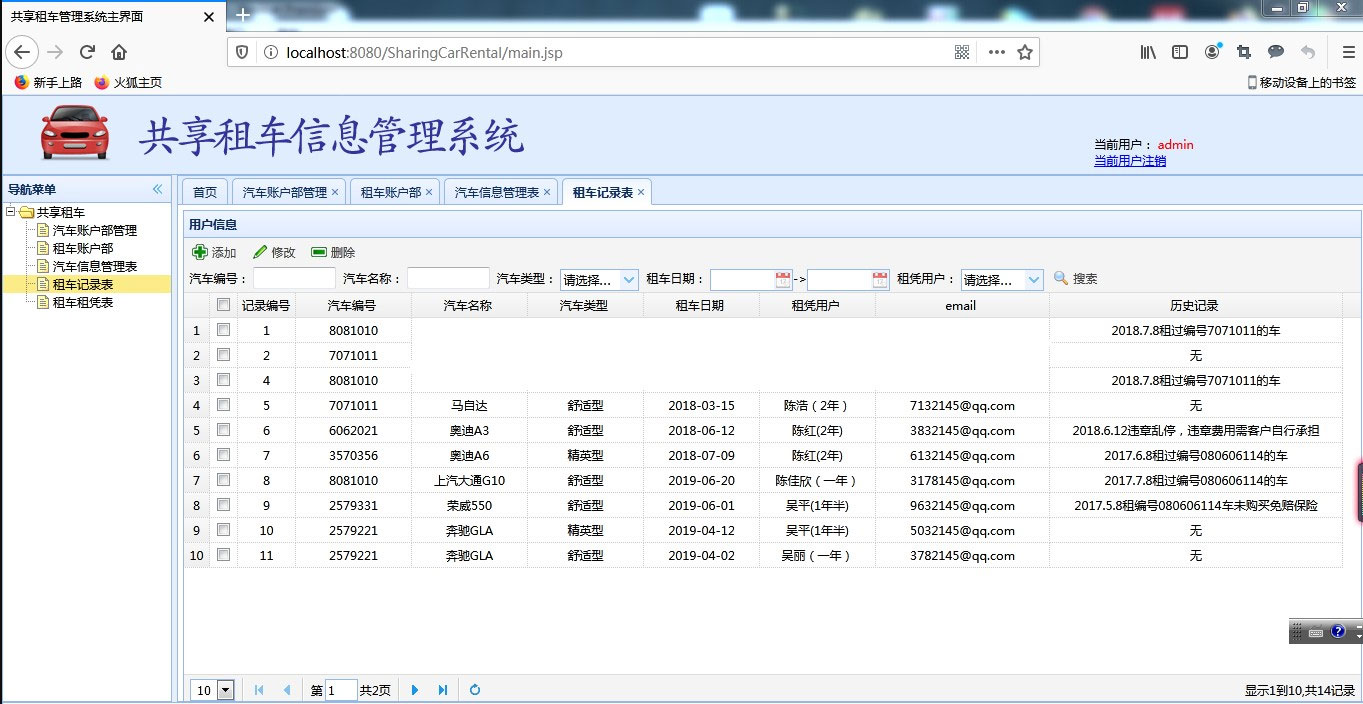 共享租车管理系统主界面
localhost:8080/SharingCarRental/main.jsp
新手上路 火狐主页 移动设备上的书签
共享租车信息管理系统
当前用户： admin
当前用户注销
导航菜单
共享租车
汽车账户部管理
租车账户部
汽车信息管理表
租车记录表
租车租凭表
首页 汽车账户部管理 租车账户部 汽车信息管理表 租车记录表
用户信息
添加 修改 删除
汽车编号： 汽车名称： 汽车类型： 请选择... 租车日期： -> 租凭用户： 请选择... 搜索
记录编号 汽车编号 汽车名称 汽车类型 租车日期 租凭用户 email 历史记录
1 1 8081010 2018.7.8租过编号7071011的车
2 2 7071011 无
3 4 8081010 2018.7.8租过编号7071011的车
4 5 7071011 马自达 舒适型 2018-03-15 陈浩（2年） 7132145@qq.com 无
5 6 6062021 奥迪A3 舒适型 2018-06-12 陈红(2年) 3832145@qq.com 2018.6.12违章乱停，违章费用需客户自行承担
6 7 3570356 奥迪A6 精英型 2018-07-09 陈红(2年) 6132145@qq.com 2017.6.8租过编号080606114的车
7 8 8081010 上汽大通G10 舒适型 2019-06-20 陈佳欣（一年） 3178145@qq.com 2017.7.8租过编号080606114的车
8 9 2579331 荣威550 舒适型 2019-06-01 吴平(1年半) 9632145@qq.com 2017.5.8租编号080606114车未购买免赔保险
9 10 2579221 奔驰GLA 精英型 2019-04-12 吴平(1年半) 5032145@qq.com 无
10 11 2579221 奔驰GLA 舒适型 2019-04-02 吴丽（一年） 3782145@qq.com 无
10 第 1 共2页 显示1到10,共14记录